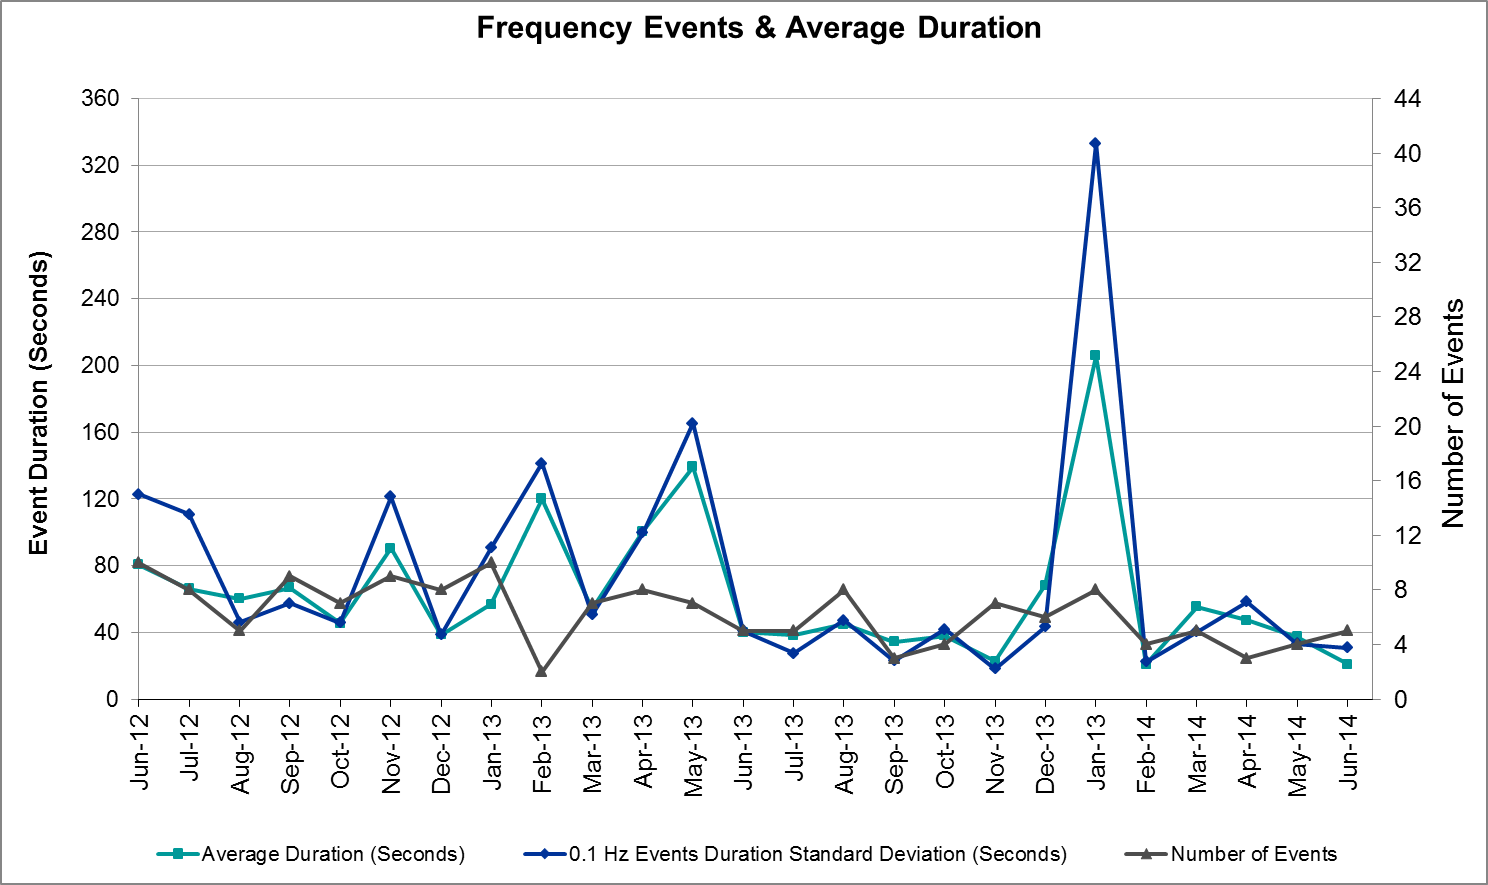 Frequency Events & Average Duration
360
320
280
240
200
160
120
80
40
0
Event Duration (Seconds)
44
40
36
32
28
24
20
16
12
8
4
0
Number of Events
Jun-12
Jul-12
Aug-12
Sep-12
Oct-12
Nov-12
Dec-12
Jan-13
Feb-13
Mar-13
Apr-13
May-13
Jun-13
Jul-13
Aug-13
Sep-13
Oct-13
Nov-13
Dec-13
Jan-13
Feb-14
Mar-14
Apr-14
May-14
Jun-14
Average Duration (Seconds) 0.1 Hz Events Duration Standard Deviation (Seconds) Number of Events